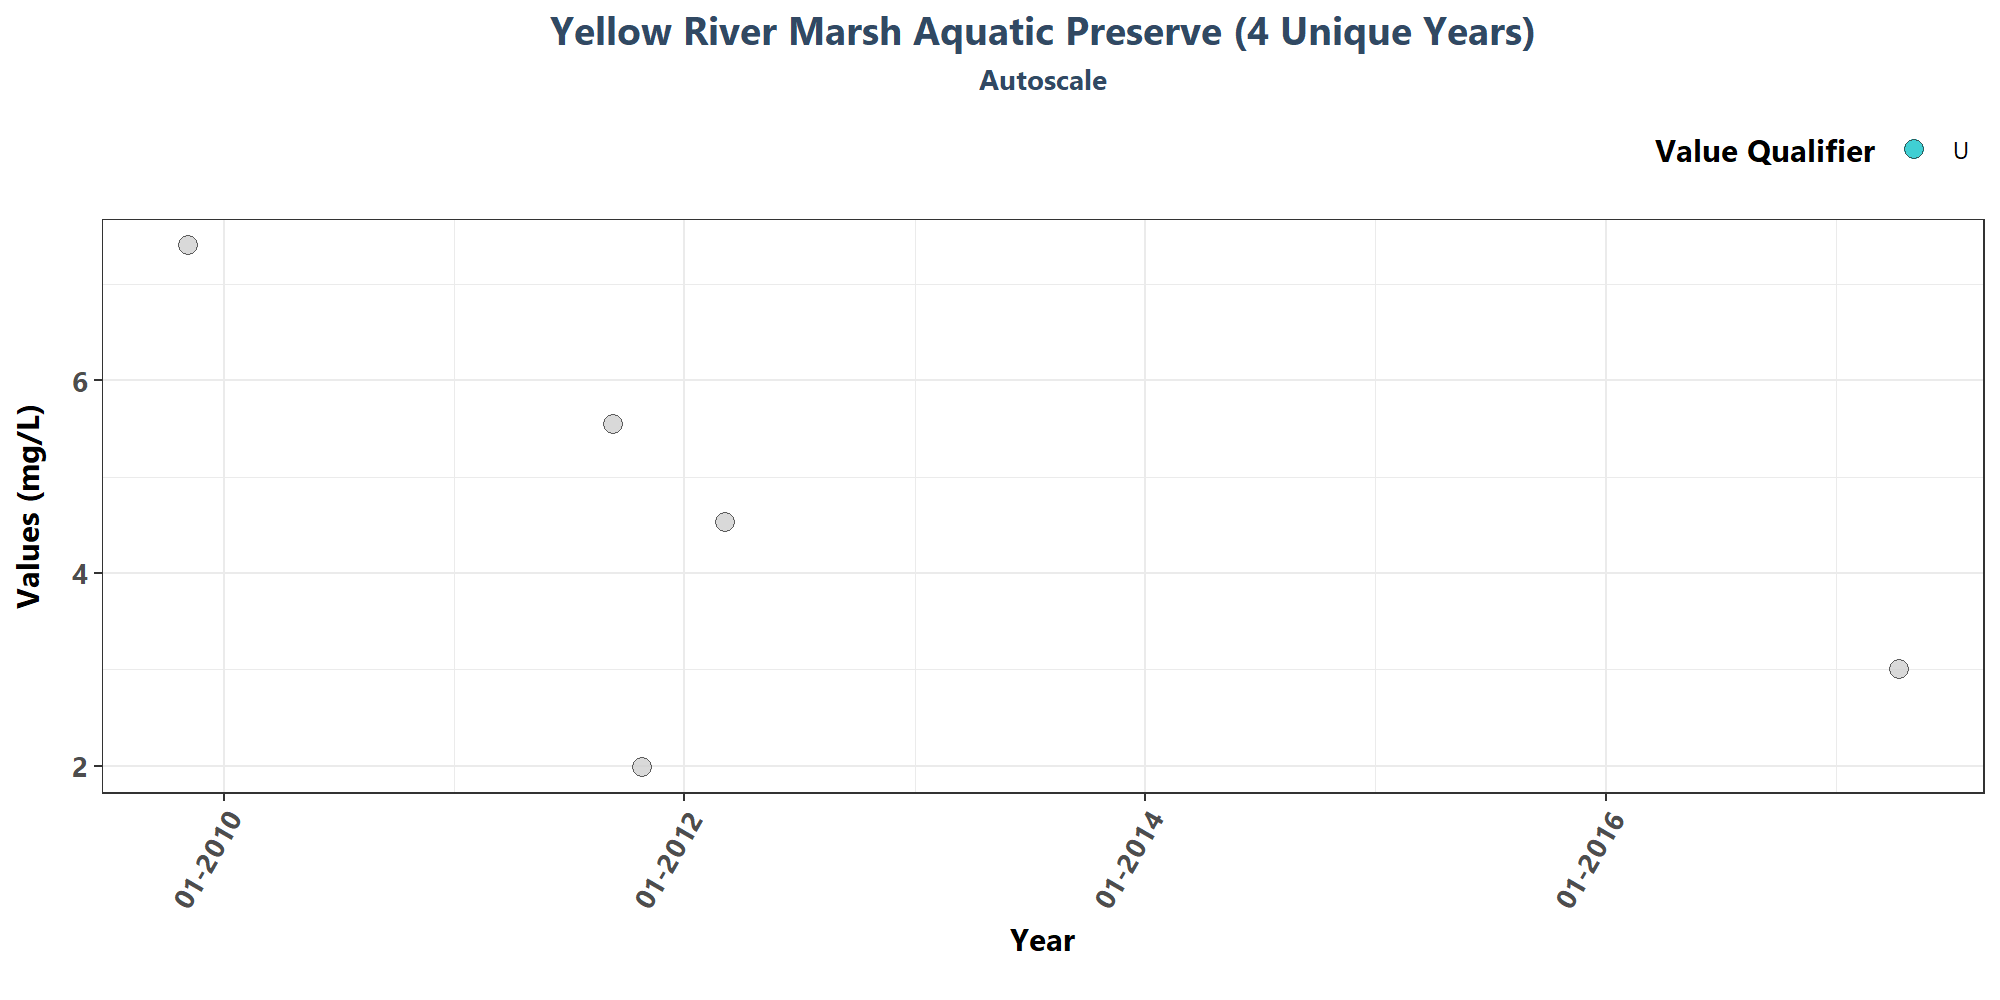 Yellow River Marsh Aquatic Preserve (4 Unique Years)
Autoscale
Value Qualifier U
Values (mg/L)
6
4
2
01-2010 01-2012 01-2014 01-2016
Year